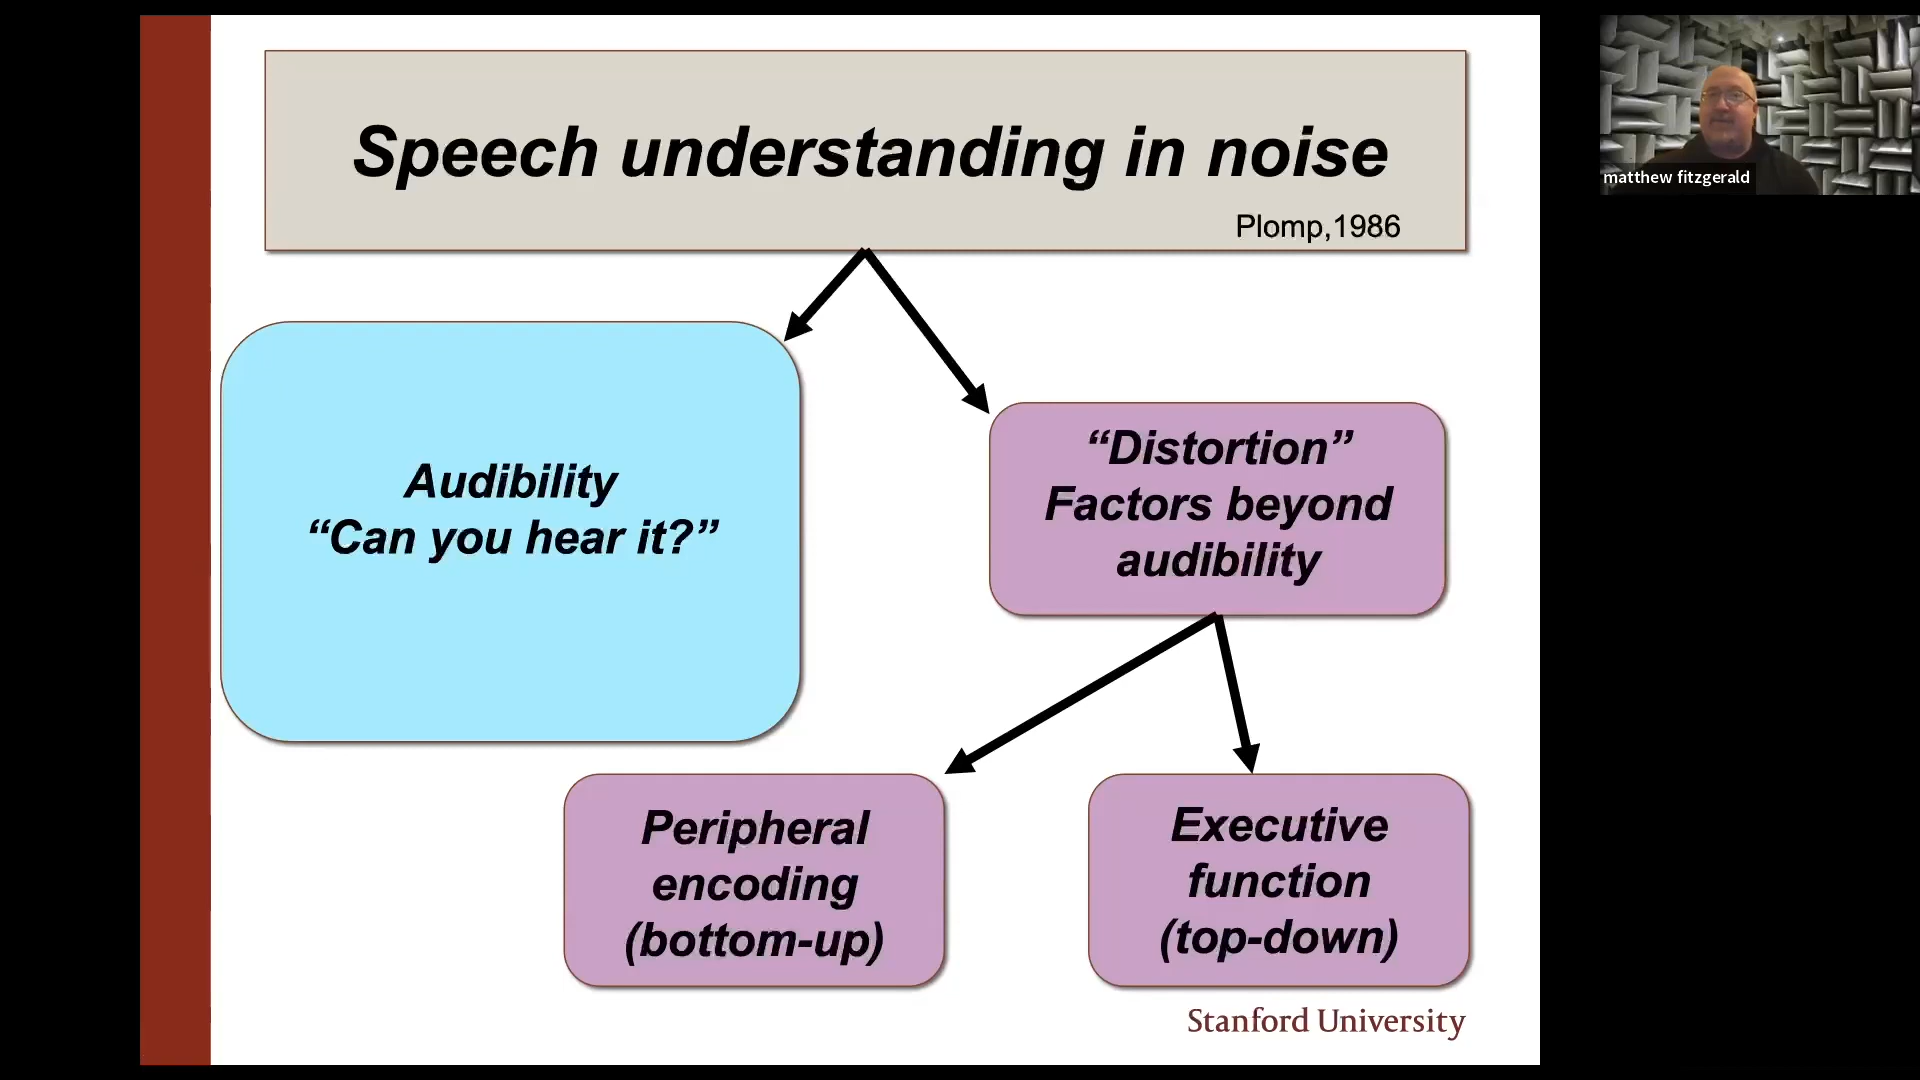 Speech understanding in noise
Plomp,1986
Audibility
“Can you hear it?”
“Distortion”
Factors beyond
audibility
Peripheral
encoding
(bottom-up)
Executive
function
(top-down)
Stanford University
matthew fitzgerald